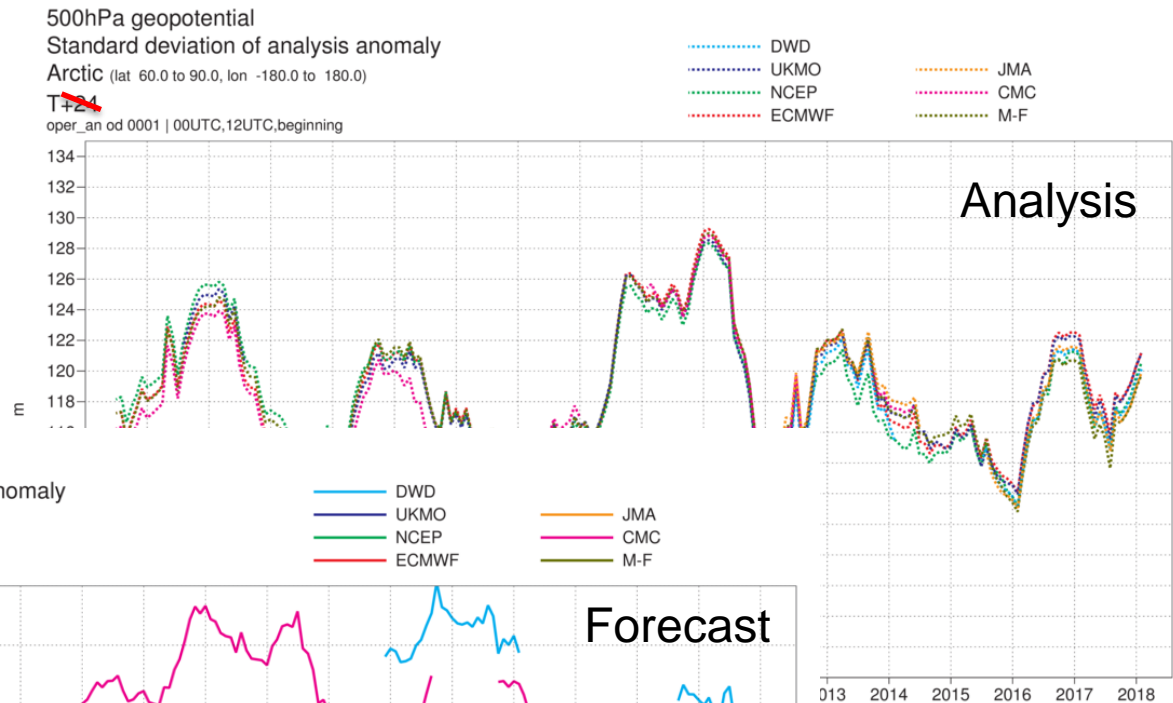 500hPa geopotential
Standard deviation of analysis anomaly
Arctic (lat 60.0 to 90.0, lon -180.0 to 180.0)
T+24
oper_an od 0001 | 00UTC,12UTC,beginning
DWD
UKMO
NCEP
ECMWF
JMA
CMC
M-F
Analysis
134
132
130
128
126
124
122
120
118
m
nomaly
DWD
UKMO
NCEP
ECMWF
JMA
CMC
M-F
Forecast
013 2014 2015 2016 2017 2018